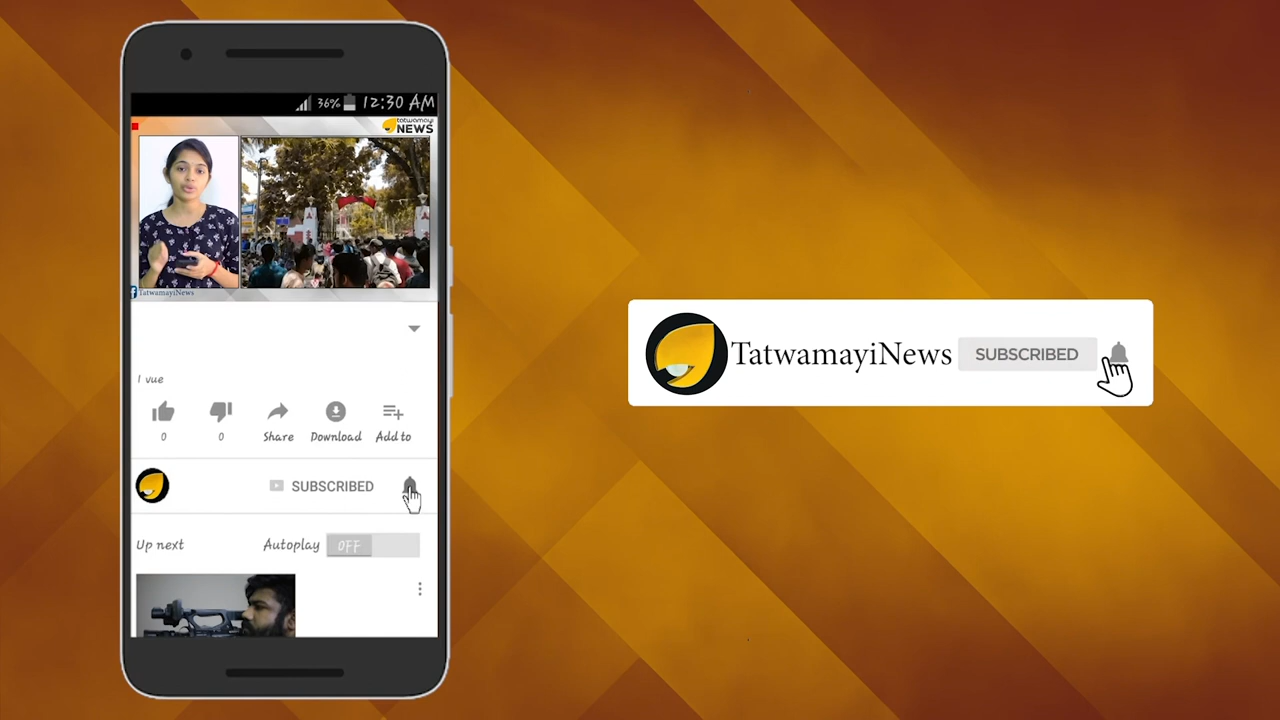 36% 12:30 AM
tatwamayi
NEWS
TatwamayiNews
1 vue
0 0 Share Download Add to
SUBSCRIBED
Up next Autoplay OFF
TatwamayiNews SUBSCRIBED